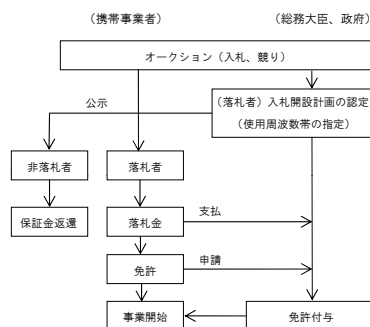 （携帯事業者）
（総務大臣、政府）
オークション（入札、競り）
公示
（落札者）入札開設計画の認定
（使用周波数帯の指定）
非落札者
落札者
保証金返還
落札金
支払
免許
申請
事業開始
免許付与